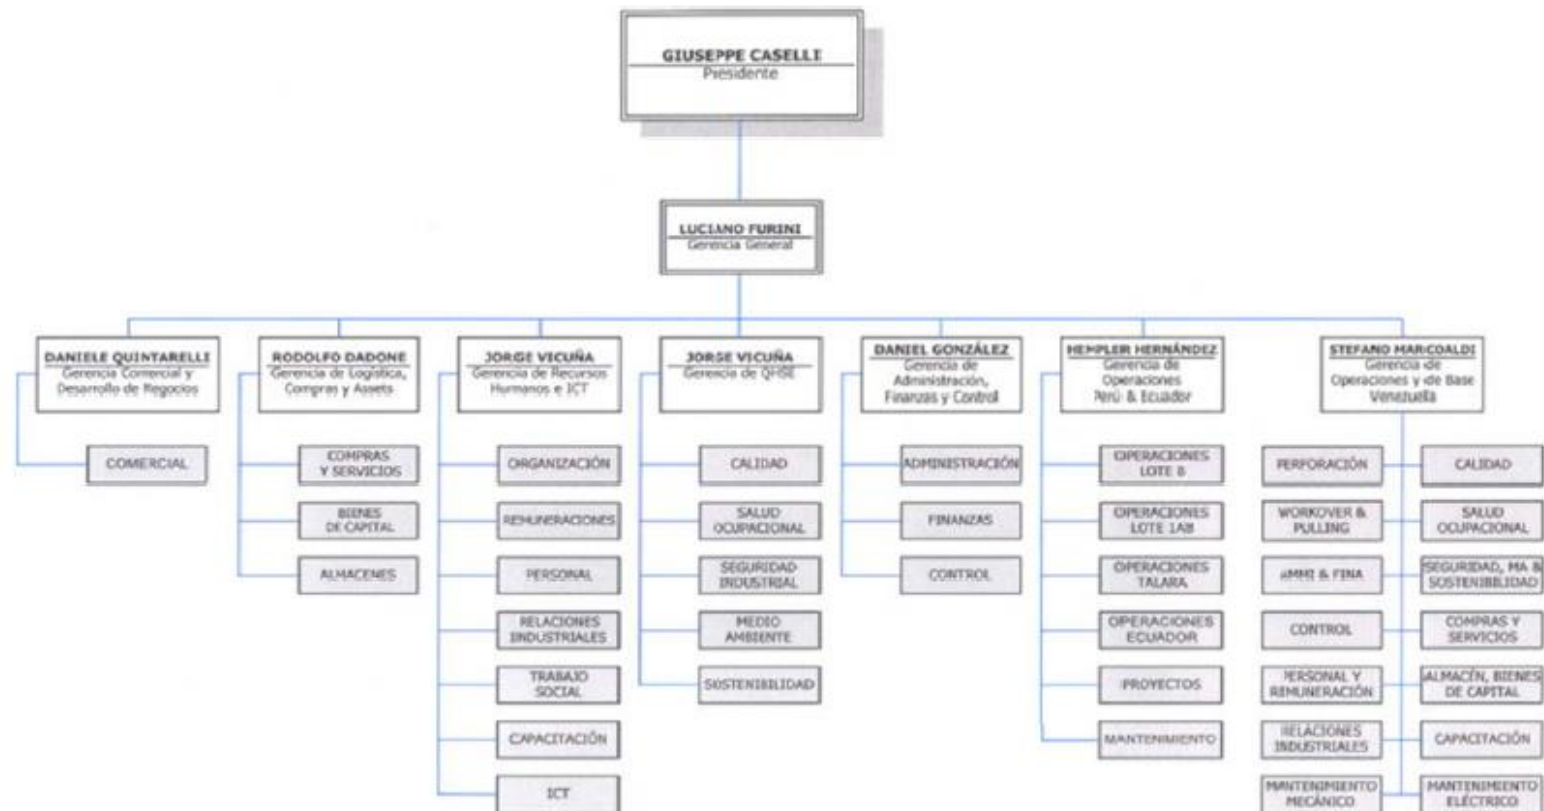 GIUSEPPE CASELLI
Presidente
LUCIANO FURINI
Gerencia General
DANIELE QUINTARELLI
Gerencia Comercial y
Desarrollo de Negocios
COMERCIAL
RODOLFO DADONE
Gerencia de Logística,
Compras y Assets
COMPRAS
Y SERVICIOS
BIENES
DE CAPITAL
ALMACENES
JORGE VICUÑA
Gerencia de Recursos
Humanos e ICT
ORGANIZACIÓN
REMUNERACIONES
PERSONAL
RELACIONES
INDUSTRIALES
TRABAJO
SOCIAL
CAPACITACIÓN
ICT
JORGE VICUÑA
Gerencia de QHSE
CALIDAD
SALUD
OCUPACIONAL
SEGURIDAD
INDUSTRIAL
MEDIO
AMBIENTE
SOSTENIBILIDAD
DANIEL GONZÁLEZ
Gerencia de
Administración,
Finanzas y Control
ADMINISTRACIÓN
FINANZAS
CONTROL
HEMPLER HERNÁNDEZ
Gerencia de
Operaciones
Perú & Ecuador
OPERACIONES
LOTE 8
OPERACIONES
LOTE 1AB
OPERACIONES
TALARA
OPERACIONES
ECUADOR
PROYECTOS
MANTENIMIENTO
STEFANO MARCOALDI
Gerencia de
Operaciones y de Base
Venezuella
PERFORACIÓN
CALIDAD
WORKOVER &
PULLING
SALUD
OCUPACIONAL
AMMI & FINA
SEGURIDAD, MA &
SOSTENIBILIDAD
CONTROL
COMPRAS Y
SERVICIOS
PERSONAL Y
REMUNERACIÓN
ALMACÉN, BIENES
DE CAPITAL
RELACIONES
INDUSTRIALES
CAPACITACIÓN
MANTENIMIENTO
MECÁNICO
MANTENIMIENTO
ELÉCTRICO